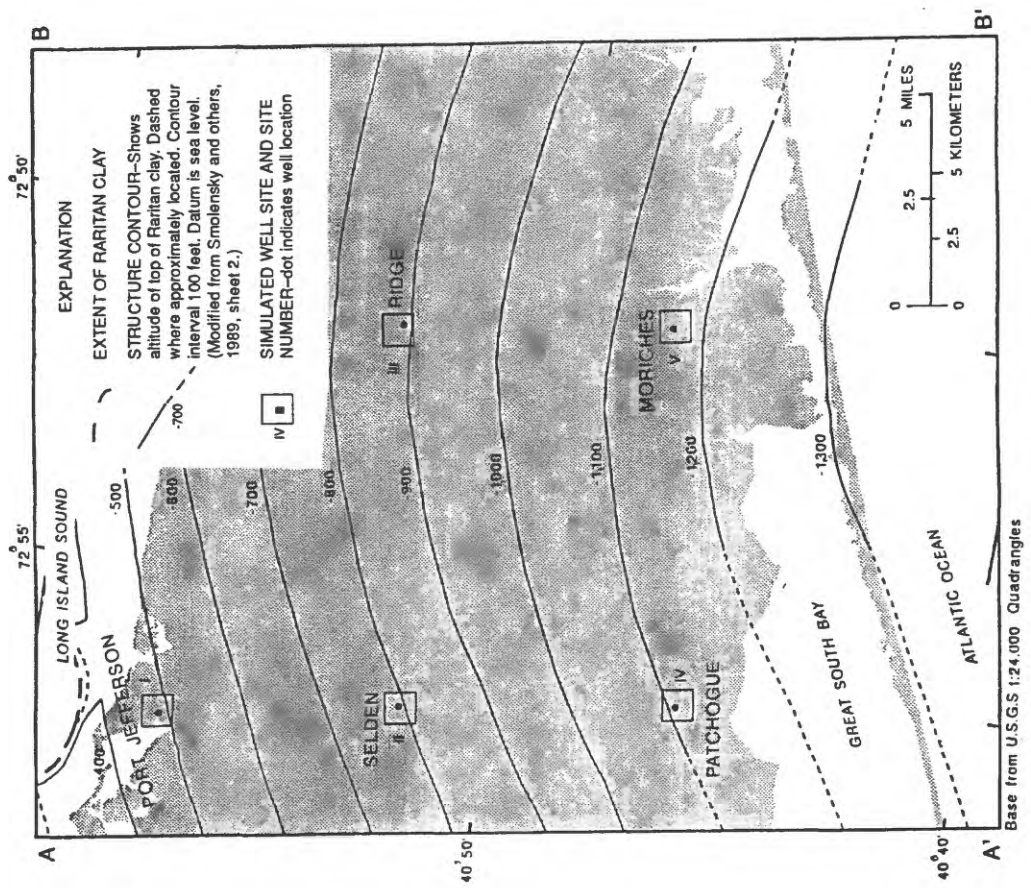 A
B
72° 55'
72° 50'
LONG ISLAND SOUND
EXPLANATION
EXTENT OF RARITAN CLAY
STRUCTURE CONTOUR–Shows
altitude of top of Raritan clay. Dashed
where approximately located. Contour
interval 100 feet. Datum is sea level.
(Modified from Smolensky and others,
1989, sheet 2.)
IV
SIMULATED WELL SITE AND SITE
NUMBER–dot indicates well location
-400
PORT JEFFERSON
I
-500
-600
-700
-700
-800
SELDEN
II
III
RIDGE
-900
40° 50'
-1000
-1100
MORICHES
V
PATCHOGUE
IV
-1200
GREAT SOUTH BAY
-1300
0 2.5 5 MILES
0 2.5 5 KILOMETERS
ATLANTIC OCEAN
40° 40'
A'
B'
Base from U.S.G.S 1:24,000 Quadrangles